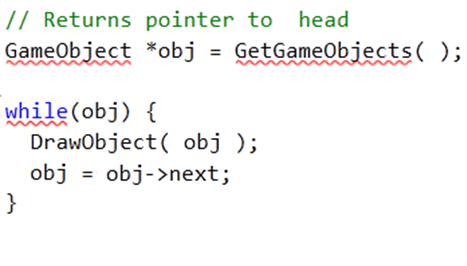 // Returns pointer to  head
GameObject *obj = GetGameObjects( );
while(obj) {
  DrawObject( obj );
  obj = obj->next;
}